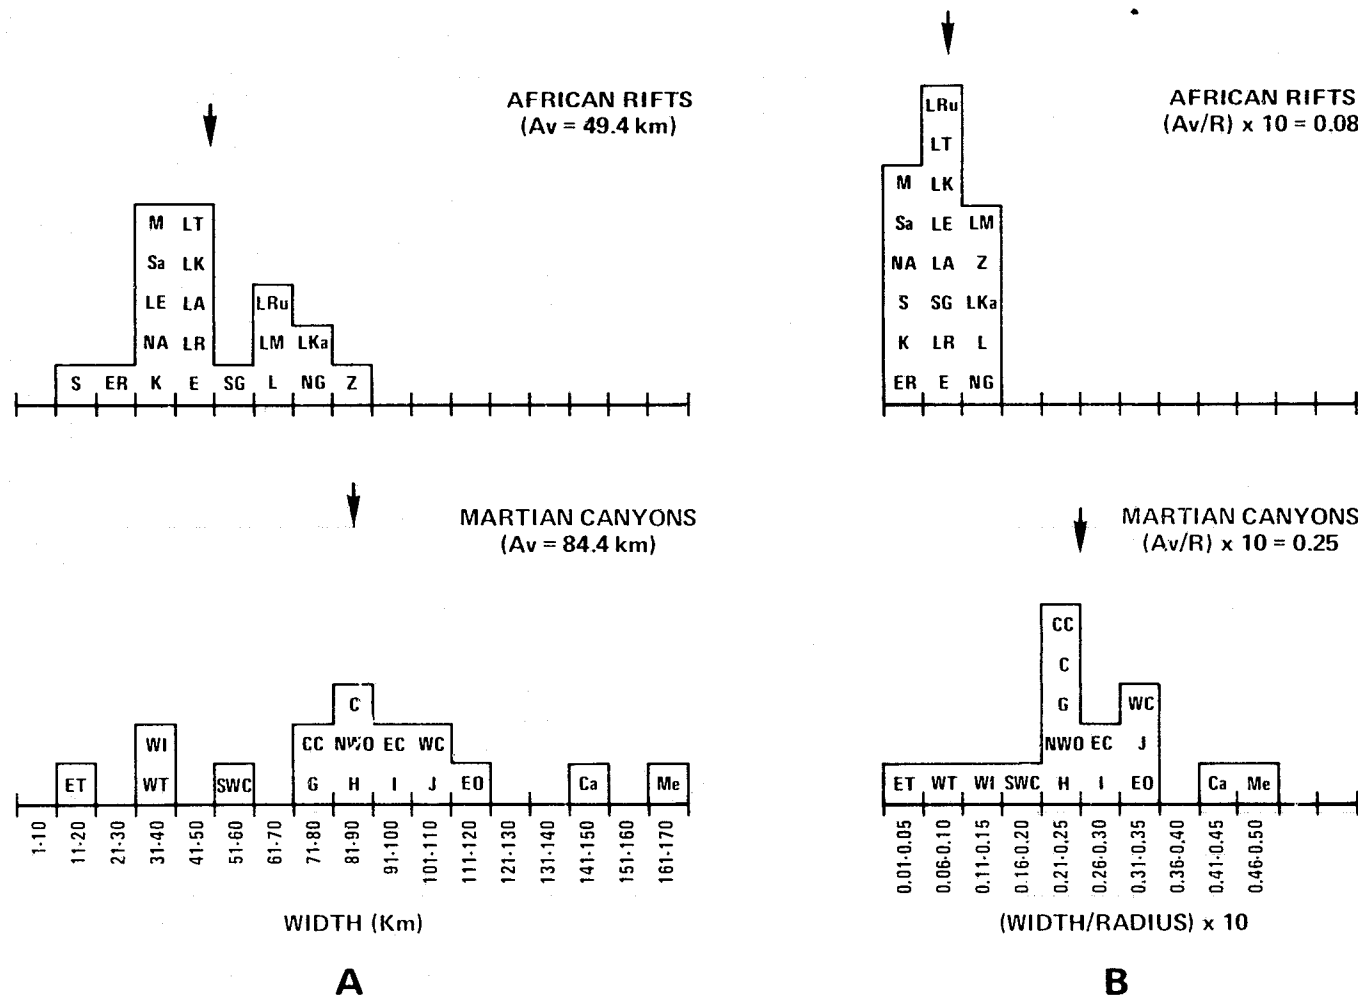 AFRICAN RIFTS
(Av = 49.4 km)
M LT
Sa LK
LE LA LRu
NA LR LM LKa
S ER K E SG L NG Z
MARTIAN CANYONS
(Av = 84.4 km)
C
WI CC NWO EC WC
ET WT SWC G H I J EO Ca Me
1-10 11-20 21-30 31-40 41-50 51-60 61-70 71-80 81-90 91-100 101-110 111-120 121-130 131-140 141-150 151-160 161-170
WIDTH (Km)
A
AFRICAN RIFTS
(Av/R) x 10 = 0.08
LRu
LT
M LK
Sa LE LM
NA LA Z
S SG LKa
K LR L
ER E NG
MARTIAN CANYONS
(Av/R) x 10 = 0.25
CC
C
G WC
NWO EC J
ET WT WI SWC H I EO Ca Me
0.01-0.05 0.06-0.10 0.11-0.15 0.16-0.20 0.21-0.25 0.26-0.30 0.31-0.35 0.36-0.40 0.41-0.45 0.46-0.50
(WIDTH/RADIUS) x 10
B